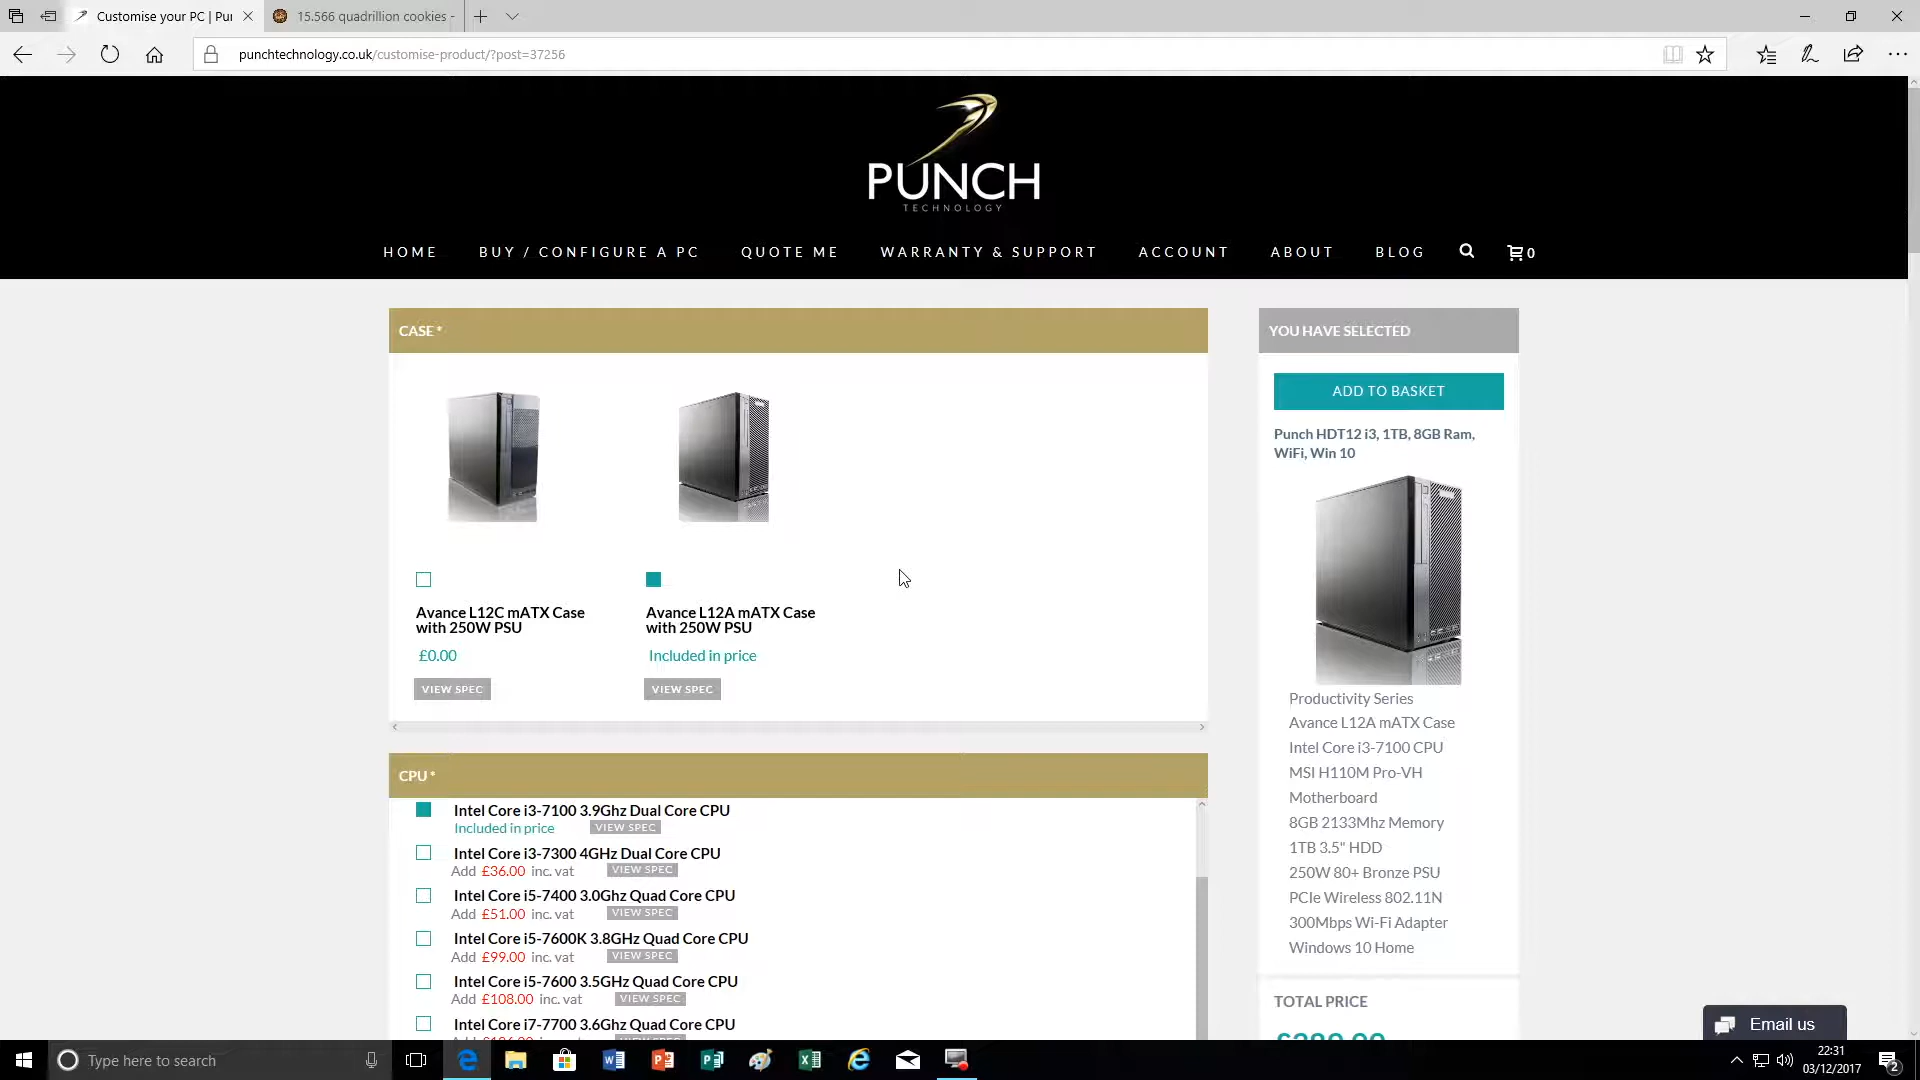 Customise your PC | Pu
15.566 quadrillion cookies -
punchtechnology.co.uk/customise-product/?post=37256
PUNCH
TECHNOLOGY
HOME
BUY / CONFIGURE A PC
QUOTE ME
WARRANTY & SUPPORT
ACCOUNT
ABOUT
BLOG
0
CASE *
Avance L12C mATX Case
with 250W PSU
£0.00
VIEW SPEC
Avance L12A mATX Case
with 250W PSU
Included in price
VIEW SPEC
CPU *
Intel Core i3-7100 3.9Ghz Dual Core CPU
Included in price VIEW SPEC
Intel Core i3-7300 4GHz Dual Core CPU
Add £36.00 inc. vat VIEW SPEC
Intel Core i5-7400 3.0Ghz Quad Core CPU
Add £51.00 inc. vat VIEW SPEC
Intel Core i5-7600K 3.8GHz Quad Core CPU
Add £99.00 inc. vat VIEW SPEC
Intel Core i5-7600 3.5GHz Quad Core CPU
Add £108.00 inc. vat VIEW SPEC
Intel Core i7-7700 3.6Ghz Quad Core CPU
YOU HAVE SELECTED
ADD TO BASKET
Punch HDT12 i3, 1TB, 8GB Ram,
WiFi, Win 10
Productivity Series
Avance L12A mATX Case
Intel Core i3-7100 CPU
MSI H110M Pro-VH
Motherboard
8GB 2133Mhz Memory
1TB 3.5" HDD
250W 80+ Bronze PSU
PCIe Wireless 802.11N
300Mbps Wi-Fi Adapter
Windows 10 Home
TOTAL PRICE
Email us
Type here to search
22:31
03/12/2017
2